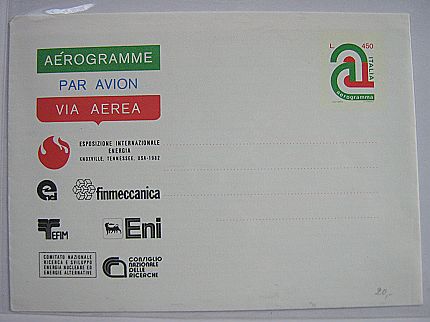 AÉROGRAMME
PAR AVION
VIA AEREA
L. 450
ITALIA
aerogramma
ESPOSIZIONE INTERNAZIONALE
ENERGIA
KNOXVILLE, TENNESSEE, USA-1982
finmeccanica
EFIM
Eni
COMITATO NAZIONALE
RICERCA E SVILUPPO
ENERGIA NUCLEARE ED
ENERGIE ALTERNATIVE
CONSIGLIO
NAZIONALE
DELLE
RICERCHE
20,-